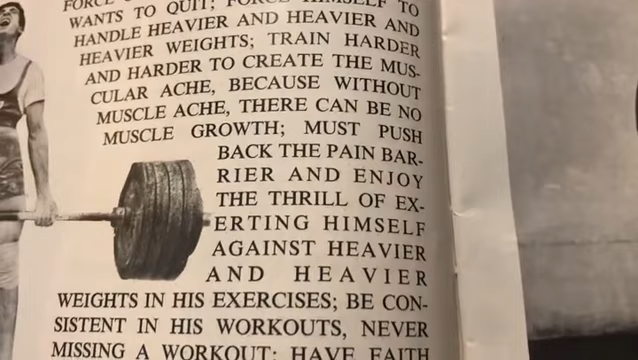 FORCE
WANTS TO QUIT; FORCE HIMSELF TO
HANDLE HEAVIER AND HEAVIER AND
HEAVIER WEIGHTS; TRAIN HARDER
AND HARDER TO CREATE THE MUS-
CULAR ACHE, BECAUSE WITHOUT
MUSCLE ACHE, THERE CAN BE NO
MUSCLE GROWTH; MUST PUSH
BACK THE PAIN BAR-
RIER AND ENJOY
THE THRILL OF EX-
ERTING HIMSELF
AGAINST HEAVIER
AND HEAVIER
WEIGHTS IN HIS EXERCISES; BE CON-
SISTENT IN HIS WORKOUTS, NEVER
MISSING A WORKOUT; HAVE FAITH